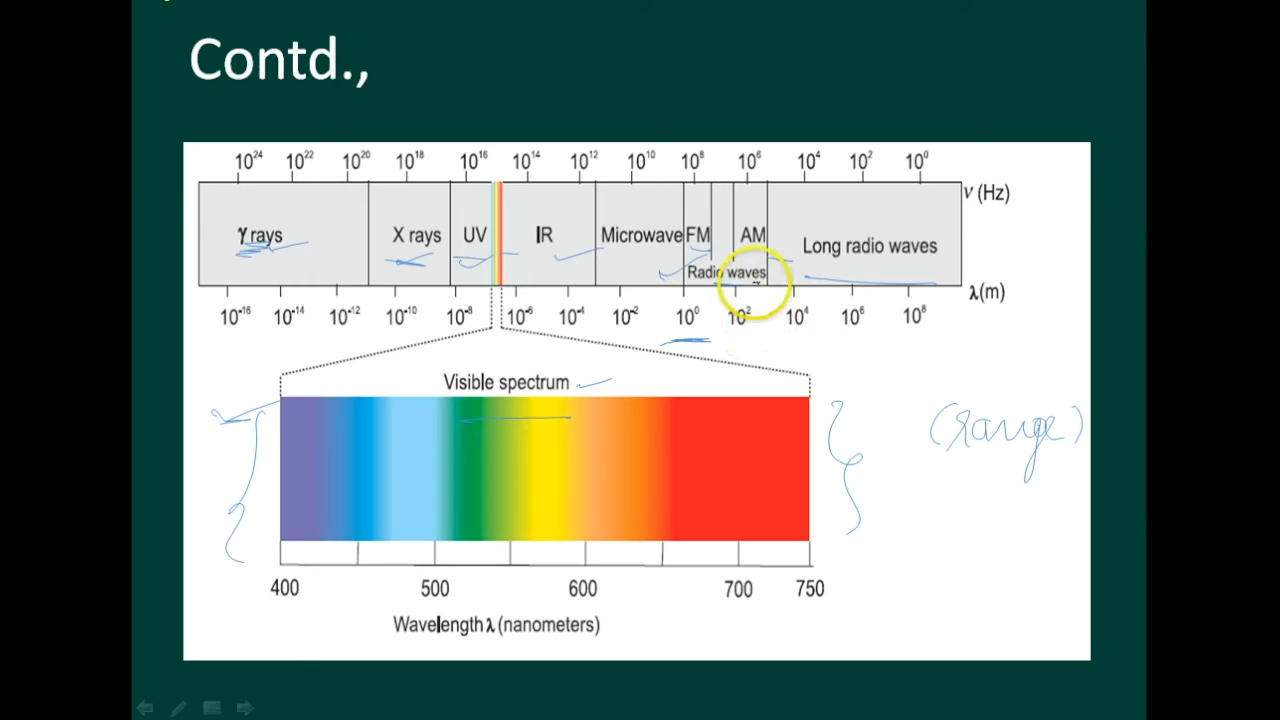 Contd.,
10²⁴ 10²² 10²⁰ 10¹⁸ 10¹⁶ 10¹⁴ 10¹² 10¹⁰ 10⁸ 10⁶ 10⁴ 10² 10⁰
ν (Hz)
γ rays X rays UV IR Microwave FM AM Long radio waves
Radio waves
λ(m)
10⁻¹⁶ 10⁻¹⁴ 10⁻¹² 10⁻¹⁰ 10⁻⁸ 10⁻⁶ 10⁻⁴ 10⁻² 10⁰ 10² 10⁴ 10⁶ 10⁸
Visible spectrum
(range)
400 500 600 700 750
Wavelength λ (nanometers)